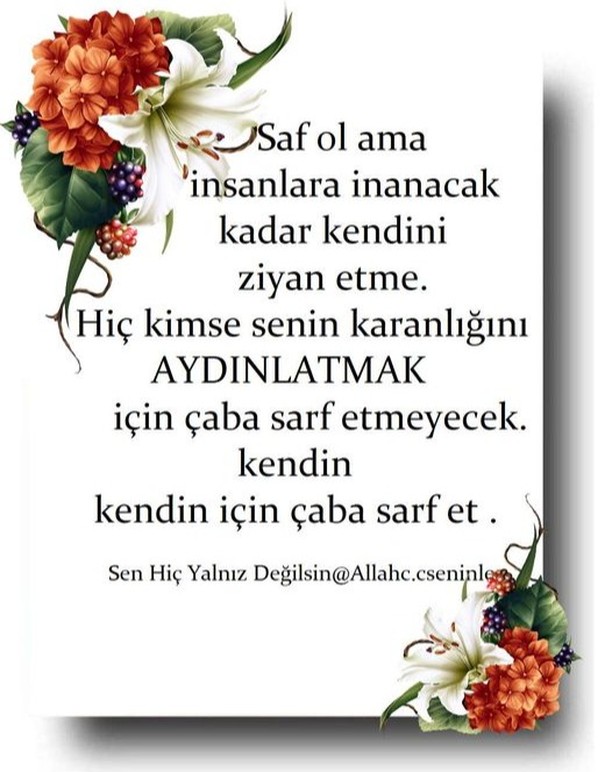 Saf ol ama
insanlara inanacak
kadar kendini
ziyan etme.
Hiç kimse senin karanlığını
AYDINLATMAK
için çaba sarf etmeyecek.
kendin
kendin için çaba sarf et .
Sen Hiç Yalnız Değilsin@Allahc.cseninle